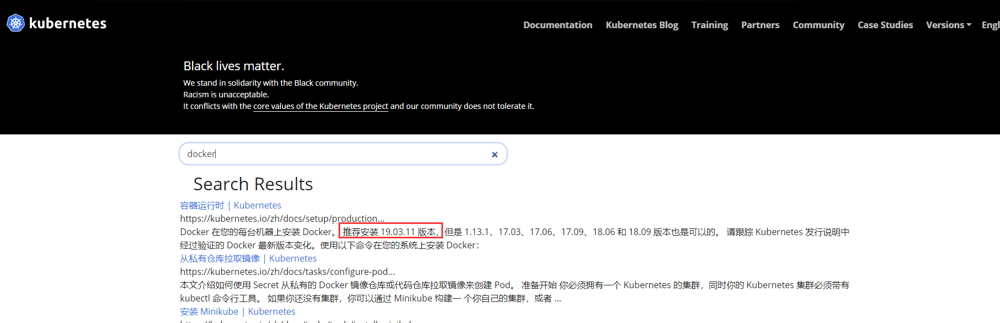 kubernetes
Documentation Kubernetes Blog Training Partners Community Case Studies Versions Engl
Black lives matter.
We stand in solidarity with the Black community.
Racism is unacceptable.
It conflicts with the core values of the Kubernetes project and our community does not tolerate it.
docker
Search Results
容器运行时 | Kubernetes
https://kubernetes.io/zh/docs/setup/production...
Docker 在您的每台机器上安装 Docker。 推荐安装 19.03.11 版本，但是 1.13.1、17.03、17.06、17.09、18.06 和 18.09 版本也是可以的。 请跟踪 Kubernetes 发行说明中
经过验证的 Docker 最新版本变化。使用以下命令在您的系统上安装 Docker：
从私有仓库拉取镜像 | Kubernetes
https://kubernetes.io/zh/docs/tasks/configure-pod...
本文介绍如何使用 Secret 从私有的 Docker 镜像仓库或代码仓库拉取镜像来创建 Pod。 准备开始 你必须拥有一个 Kubernetes 的集群，同时你的 Kubernetes 集群必须带有
kubectl 命令行工具。 如果你还没有集群，你可以通过 Minikube 构建一 个你自己的集群，或者 ...
安装 Minikube | Kubernetes